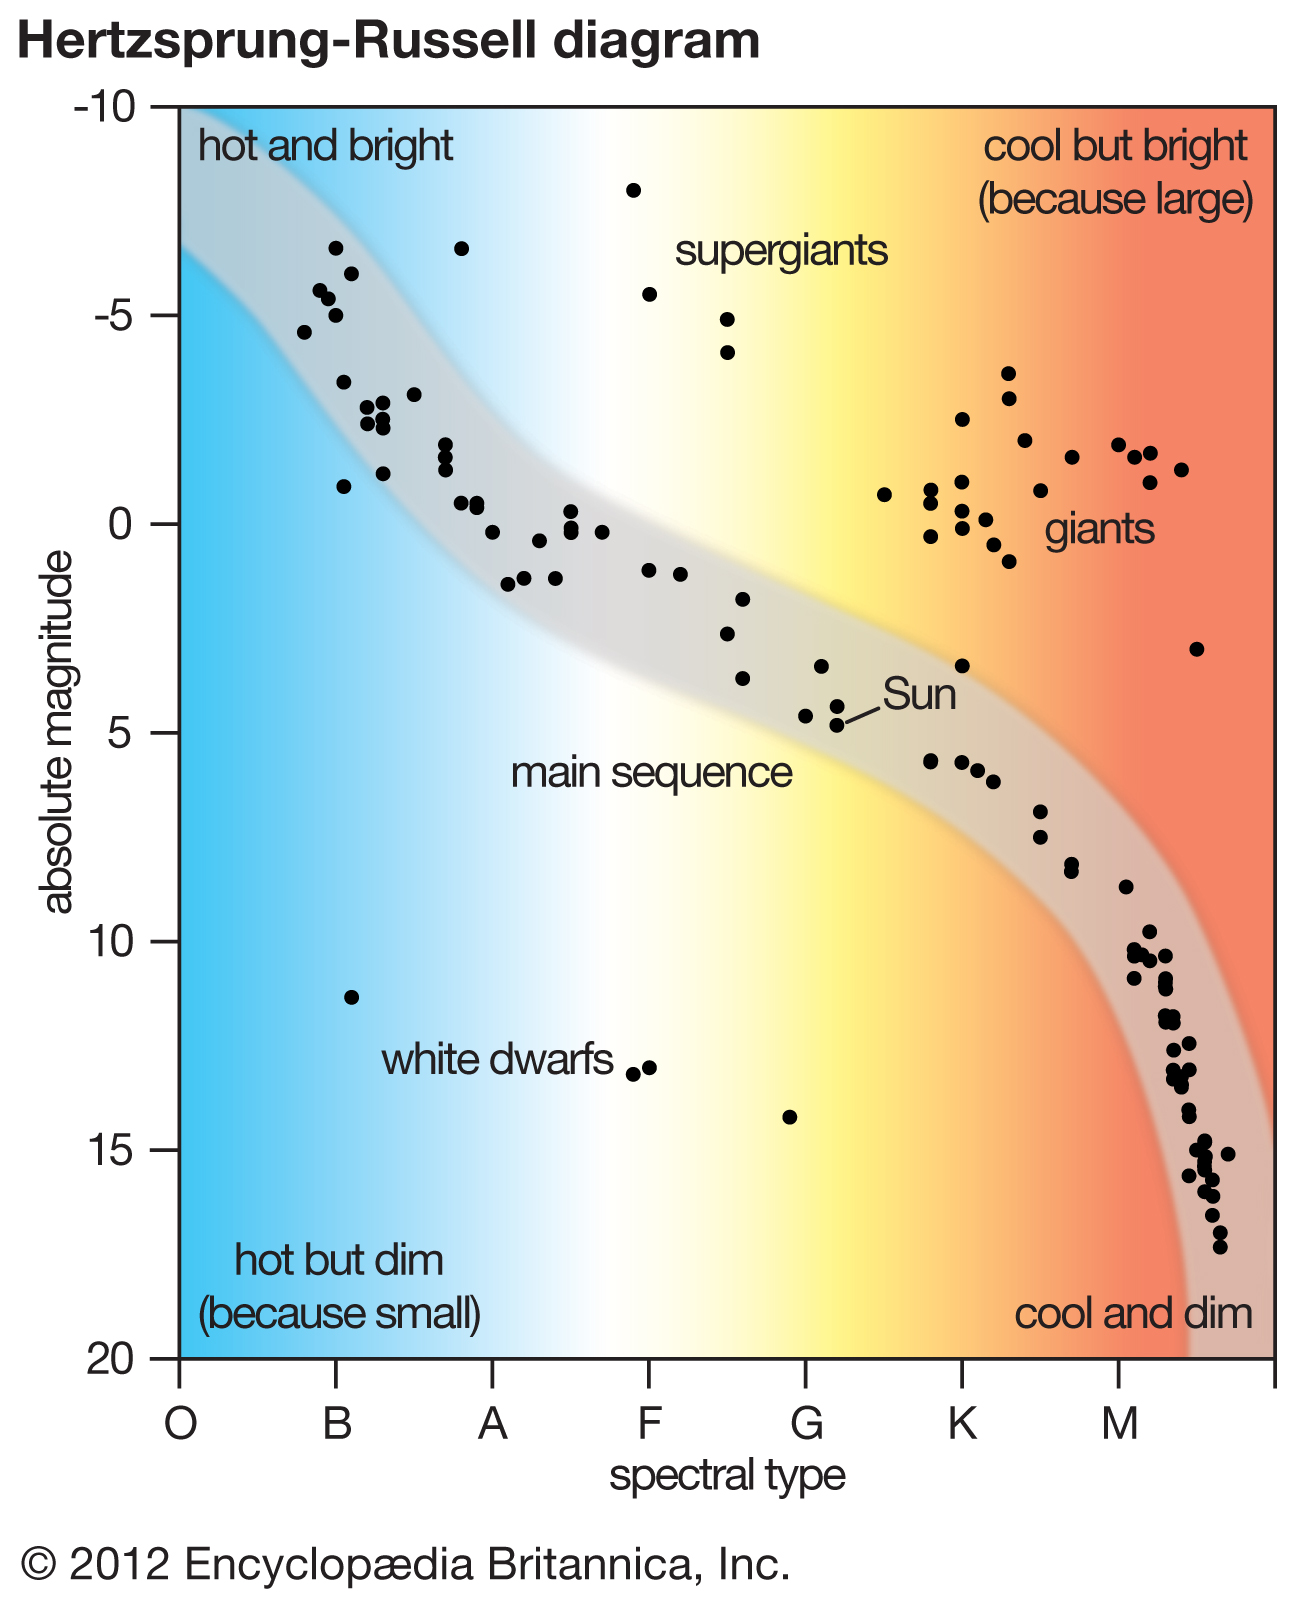 Hertzsprung-Russell diagram
-10
hot and bright
cool but bright
(because large)
supergiants
-5
0
giants
absolute magnitude
Sun
5
main sequence
10
white dwarfs
15
hot but dim
(because small)
cool and dim
20
O B A F G K M
spectral type
© 2012 Encyclopædia Britannica, Inc.